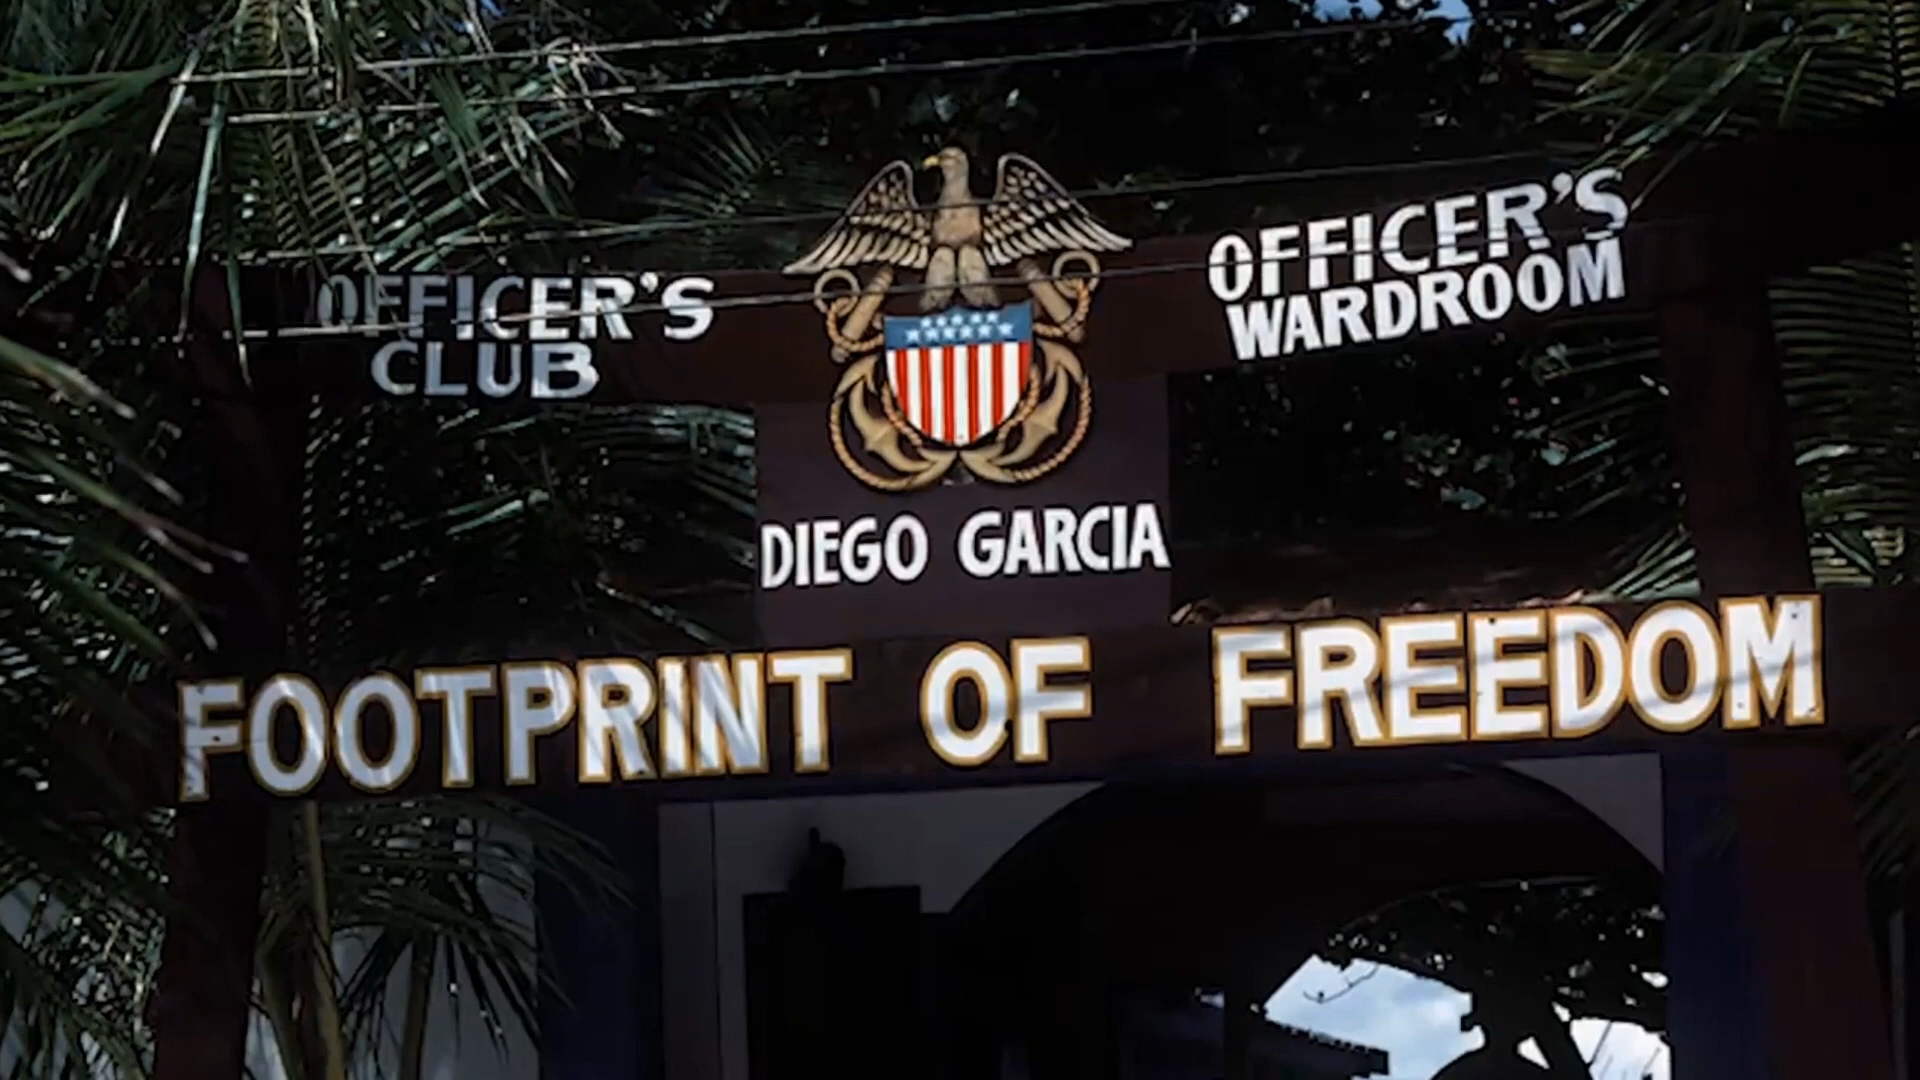 OFFICER'S
CLUB
OFFICER'S
WARDROOM
DIEGO GARCIA
FOOTPRINT OF FREEDOM